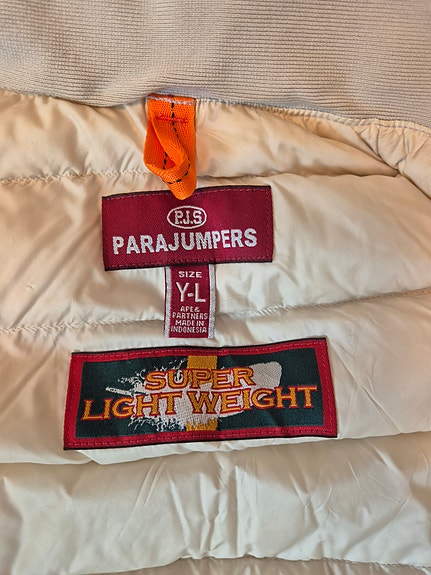 P.J.S
PARAJUMPERS
SIZE
Y-L
APE &
PARTNERS
MADE IN
INDONESIA
SUPER
LIGHT WEIGHT